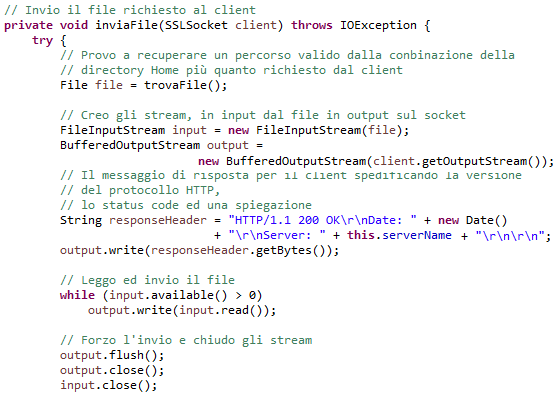 // Invio il file richiesto al client
private void inviaFile(SSLSocket client) throws IOException {
try {
// Provo a recuperare un percorso valido dalla conbinazione della
// directory Home più quanto richiesto dal client
File file = trovaFile();
// Creo gli stream, in input dal file in output sul socket
FileInputStream input = new FileInputStream(file);
BufferedOutputStream output =
new BufferedOutputStream(client.getOutputStream());
// Il messaggio di risposta per il client spedificando la versione
// del protocollo HTTP,
// lo status code ed una spiegazione
String responseHeader = "HTTP/1.1 200 OK\r\nDate: " + new Date()
+ "\r\nServer: " + this.serverName + "\r\n\r\n";
output.write(responseHeader.getBytes());
// Leggo ed invio il file
while (input.available() > 0)
output.write(input.read());
// Forzo l'invio e chiudo gli stream
output.flush();
output.close();
input.close();